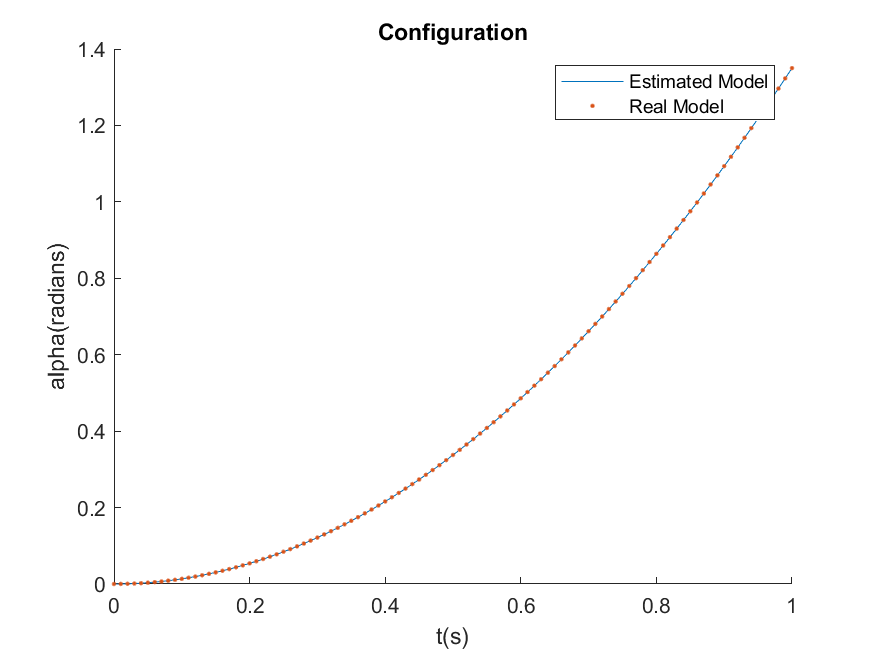 Configuration
1.4
1.2
1
0.8
0.6
0.4
0.2
0
alpha(radians)
Estimated Model
Real Model
0 0.2 0.4 0.6 0.8 1
t(s)